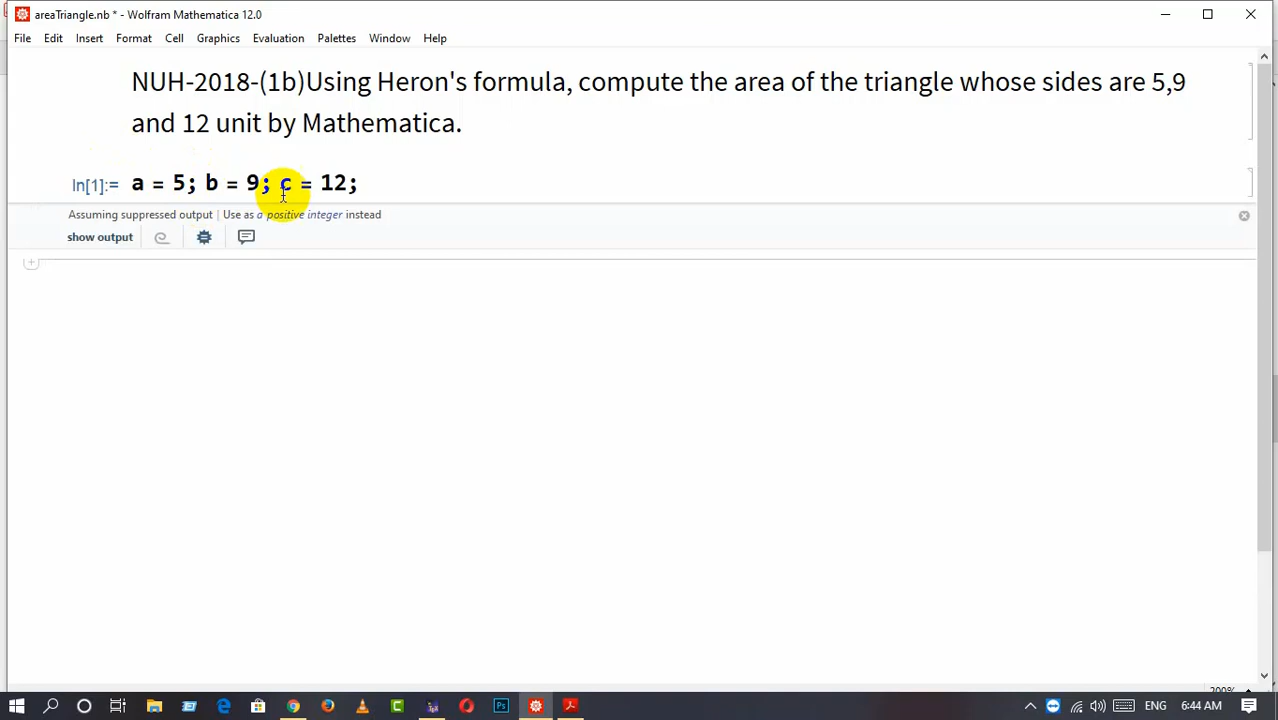 areaTriangle.nb * - Wolfram Mathematica 12.0
File Edit Insert Format Cell Graphics Evaluation Palettes Window Help
NUH-2018-(1b)Using Heron's formula, compute the area of the triangle whose sides are 5,9
and 12 unit by Mathematica.
In[1]:= a = 5; b = 9; c = 12;
Assuming suppressed output | Use as a positive integer instead
show output
200%
ENG 6:44 AM